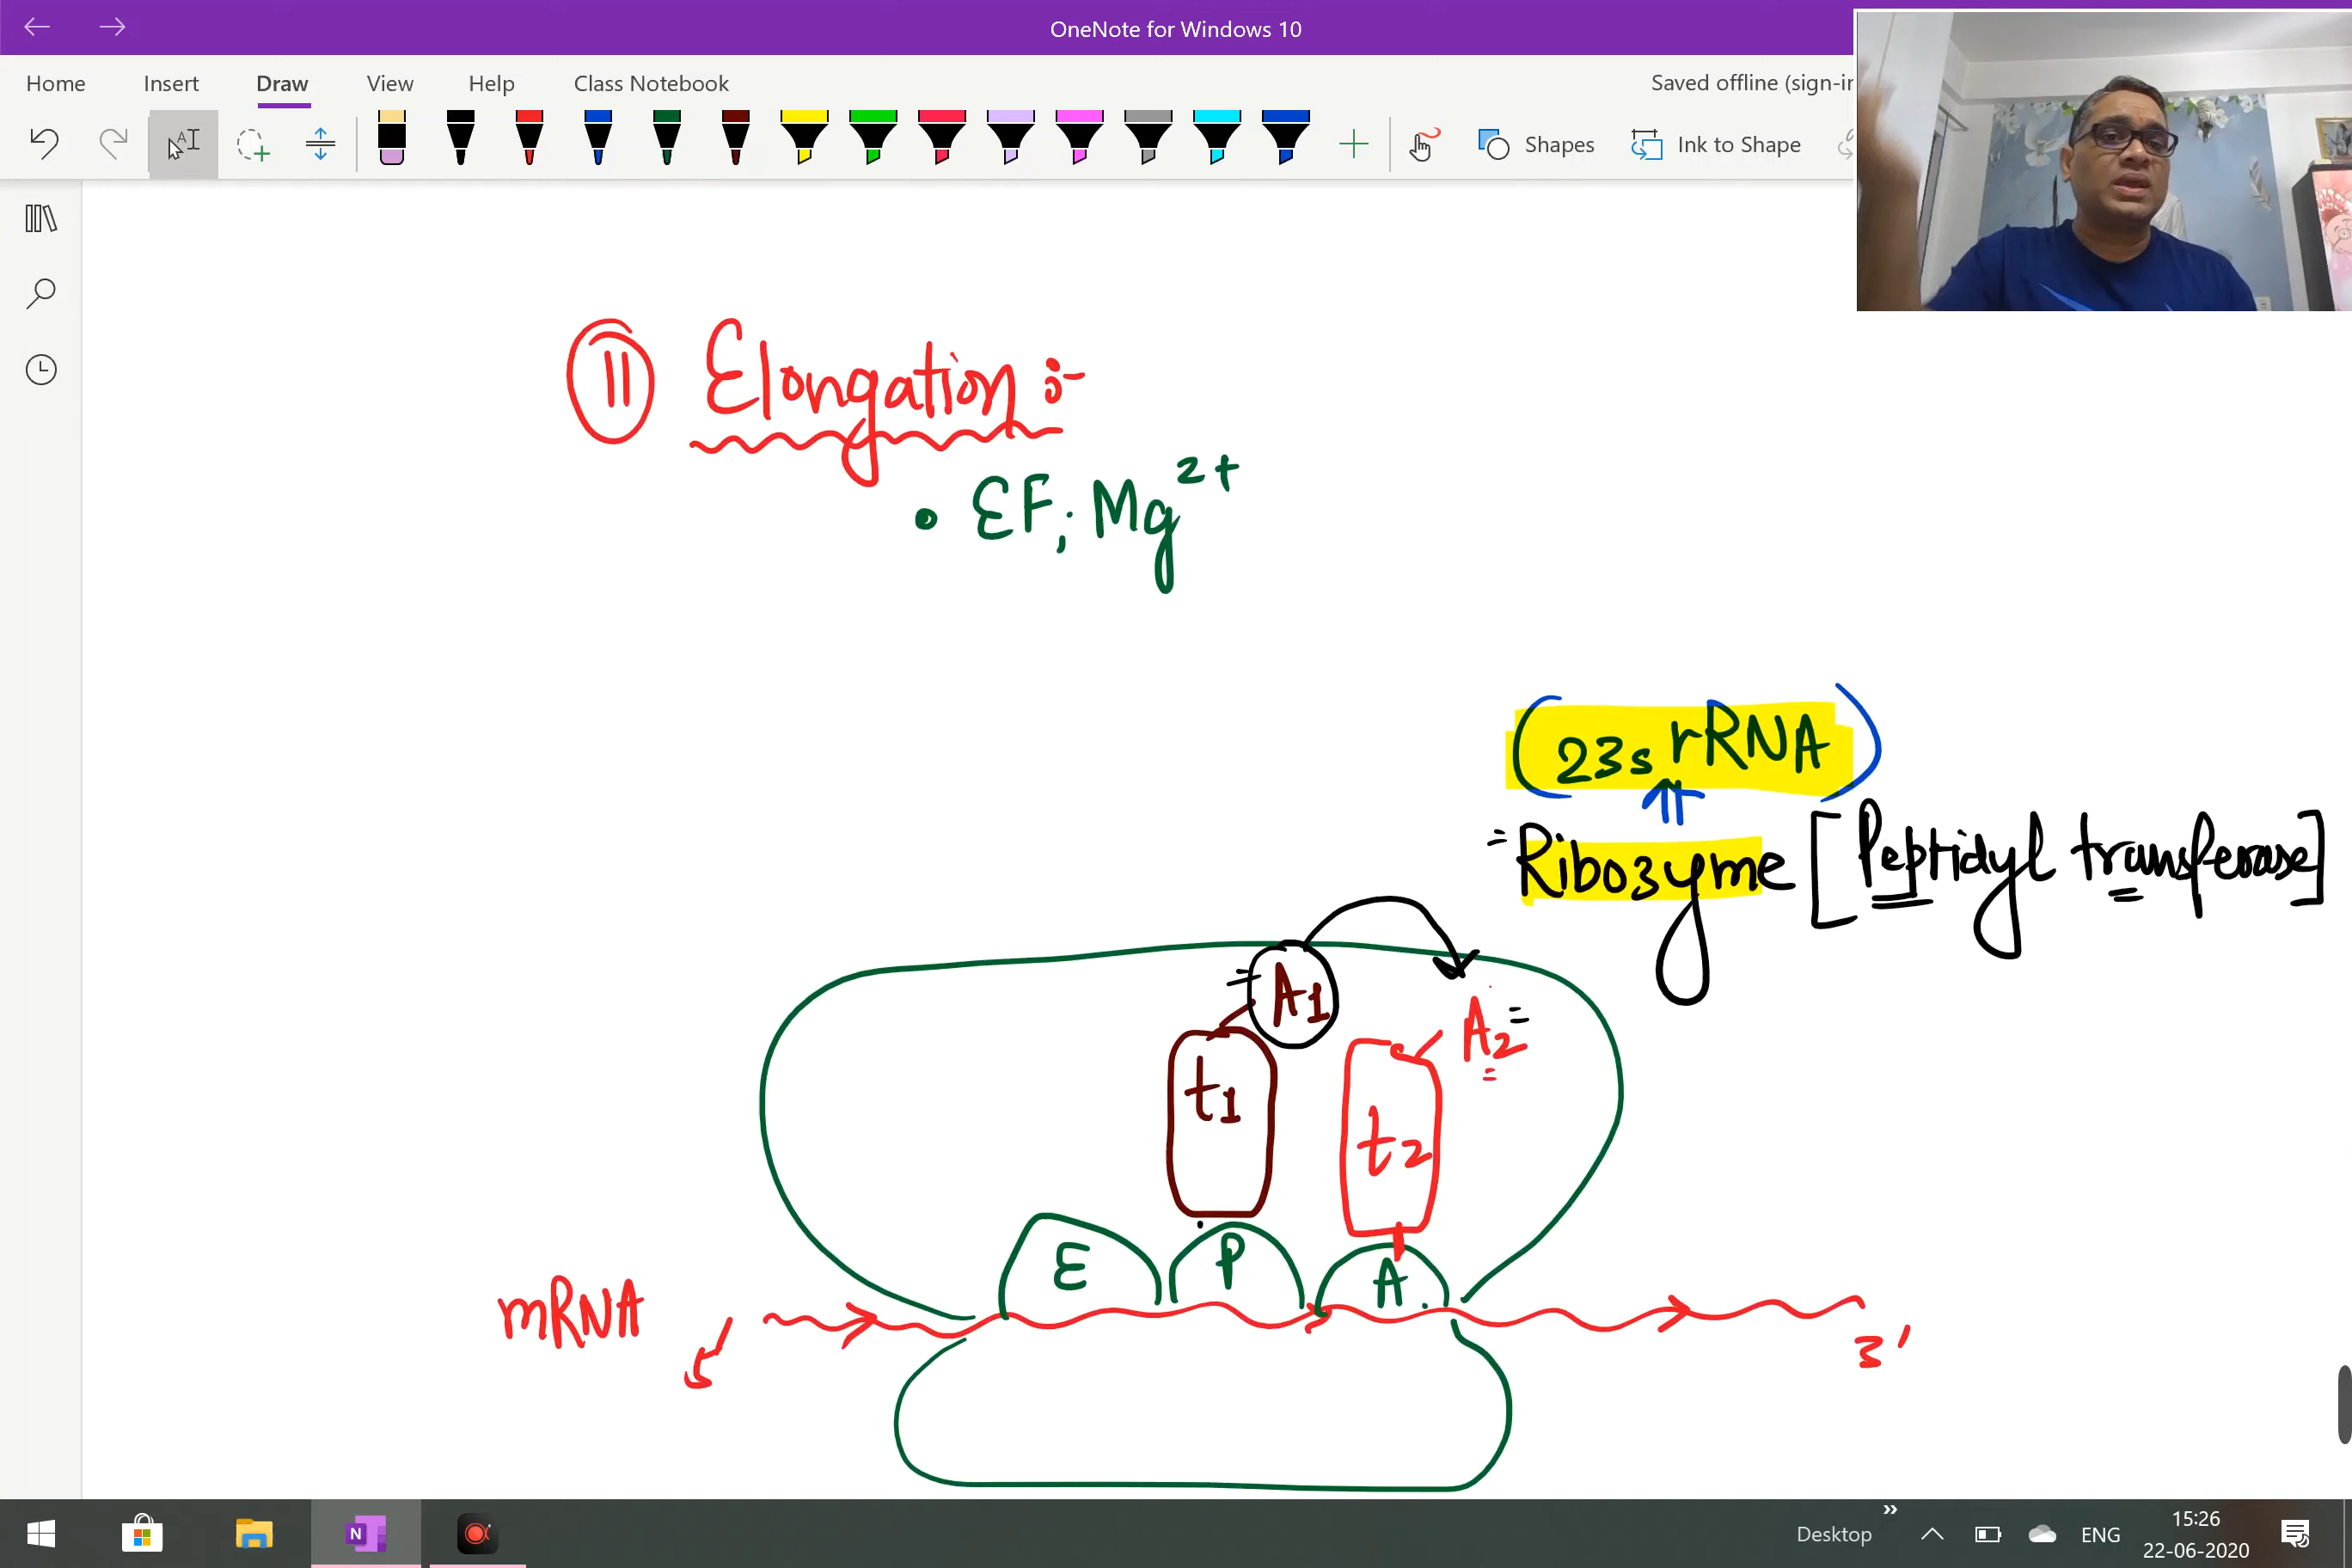 OneNote for Windows 10
Home Insert Draw View Help Class Notebook
Saved offline (sign-in
Shapes Ink to Shape
II Elongation :-
• EF; Mg2+
(23s rRNA)
= Ribozyme [Peptidyl transferase]
= A1
A2 =
=
t1
t2
E P A
mRNA
5'
3'
Desktop
ENG
15:26
22-06-2020